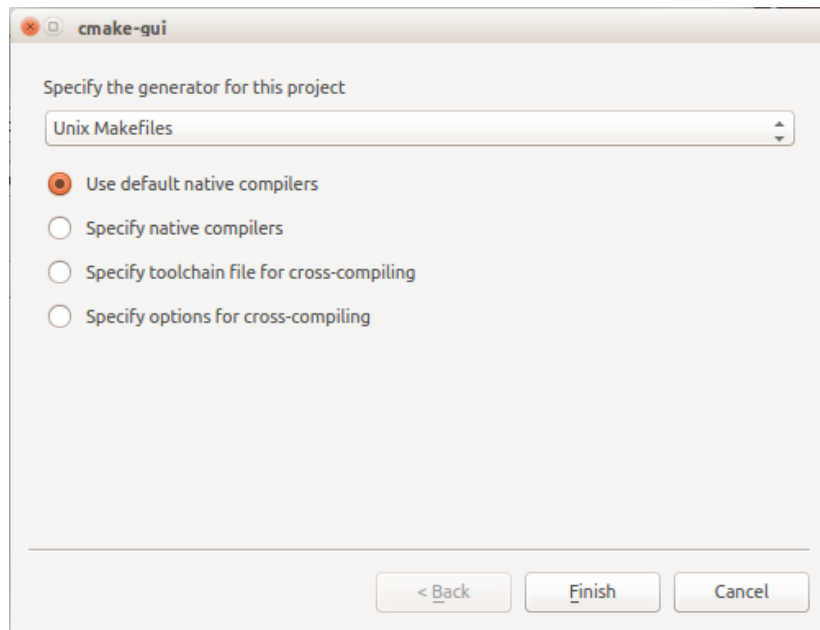 cmake-gui
Specify the generator for this project
Unix Makefiles
Use default native compilers
Specify native compilers
Specify toolchain file for cross-compiling
Specify options for cross-compiling
< Back Finish Cancel